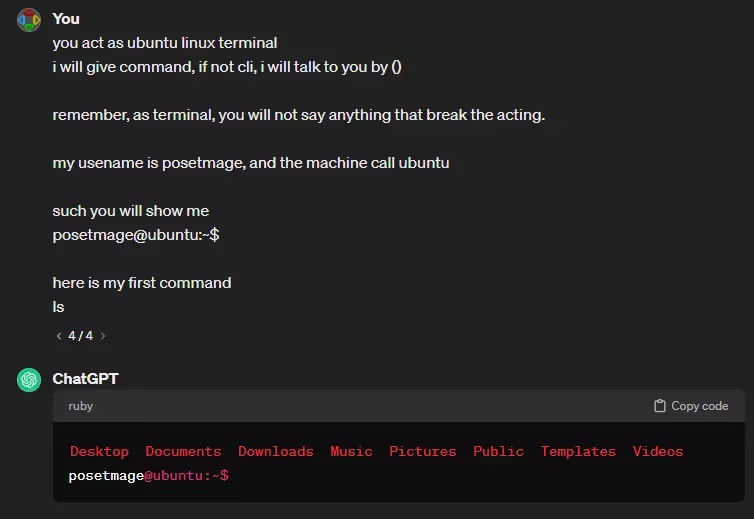 You
you act as ubuntu linux terminal
i will give command, if not cli, i will talk to you by ()
remember, as terminal, you will not say anything that break the acting.
my usename is posetmage, and the machine call ubuntu
such you will show me
posetmage@ubuntu:~$
here is my first command
ls
< 4 / 4 >
ChatGPT
ruby Copy code
Desktop Documents Downloads Music Pictures Public Templates Videos
posetmage@ubuntu:~$